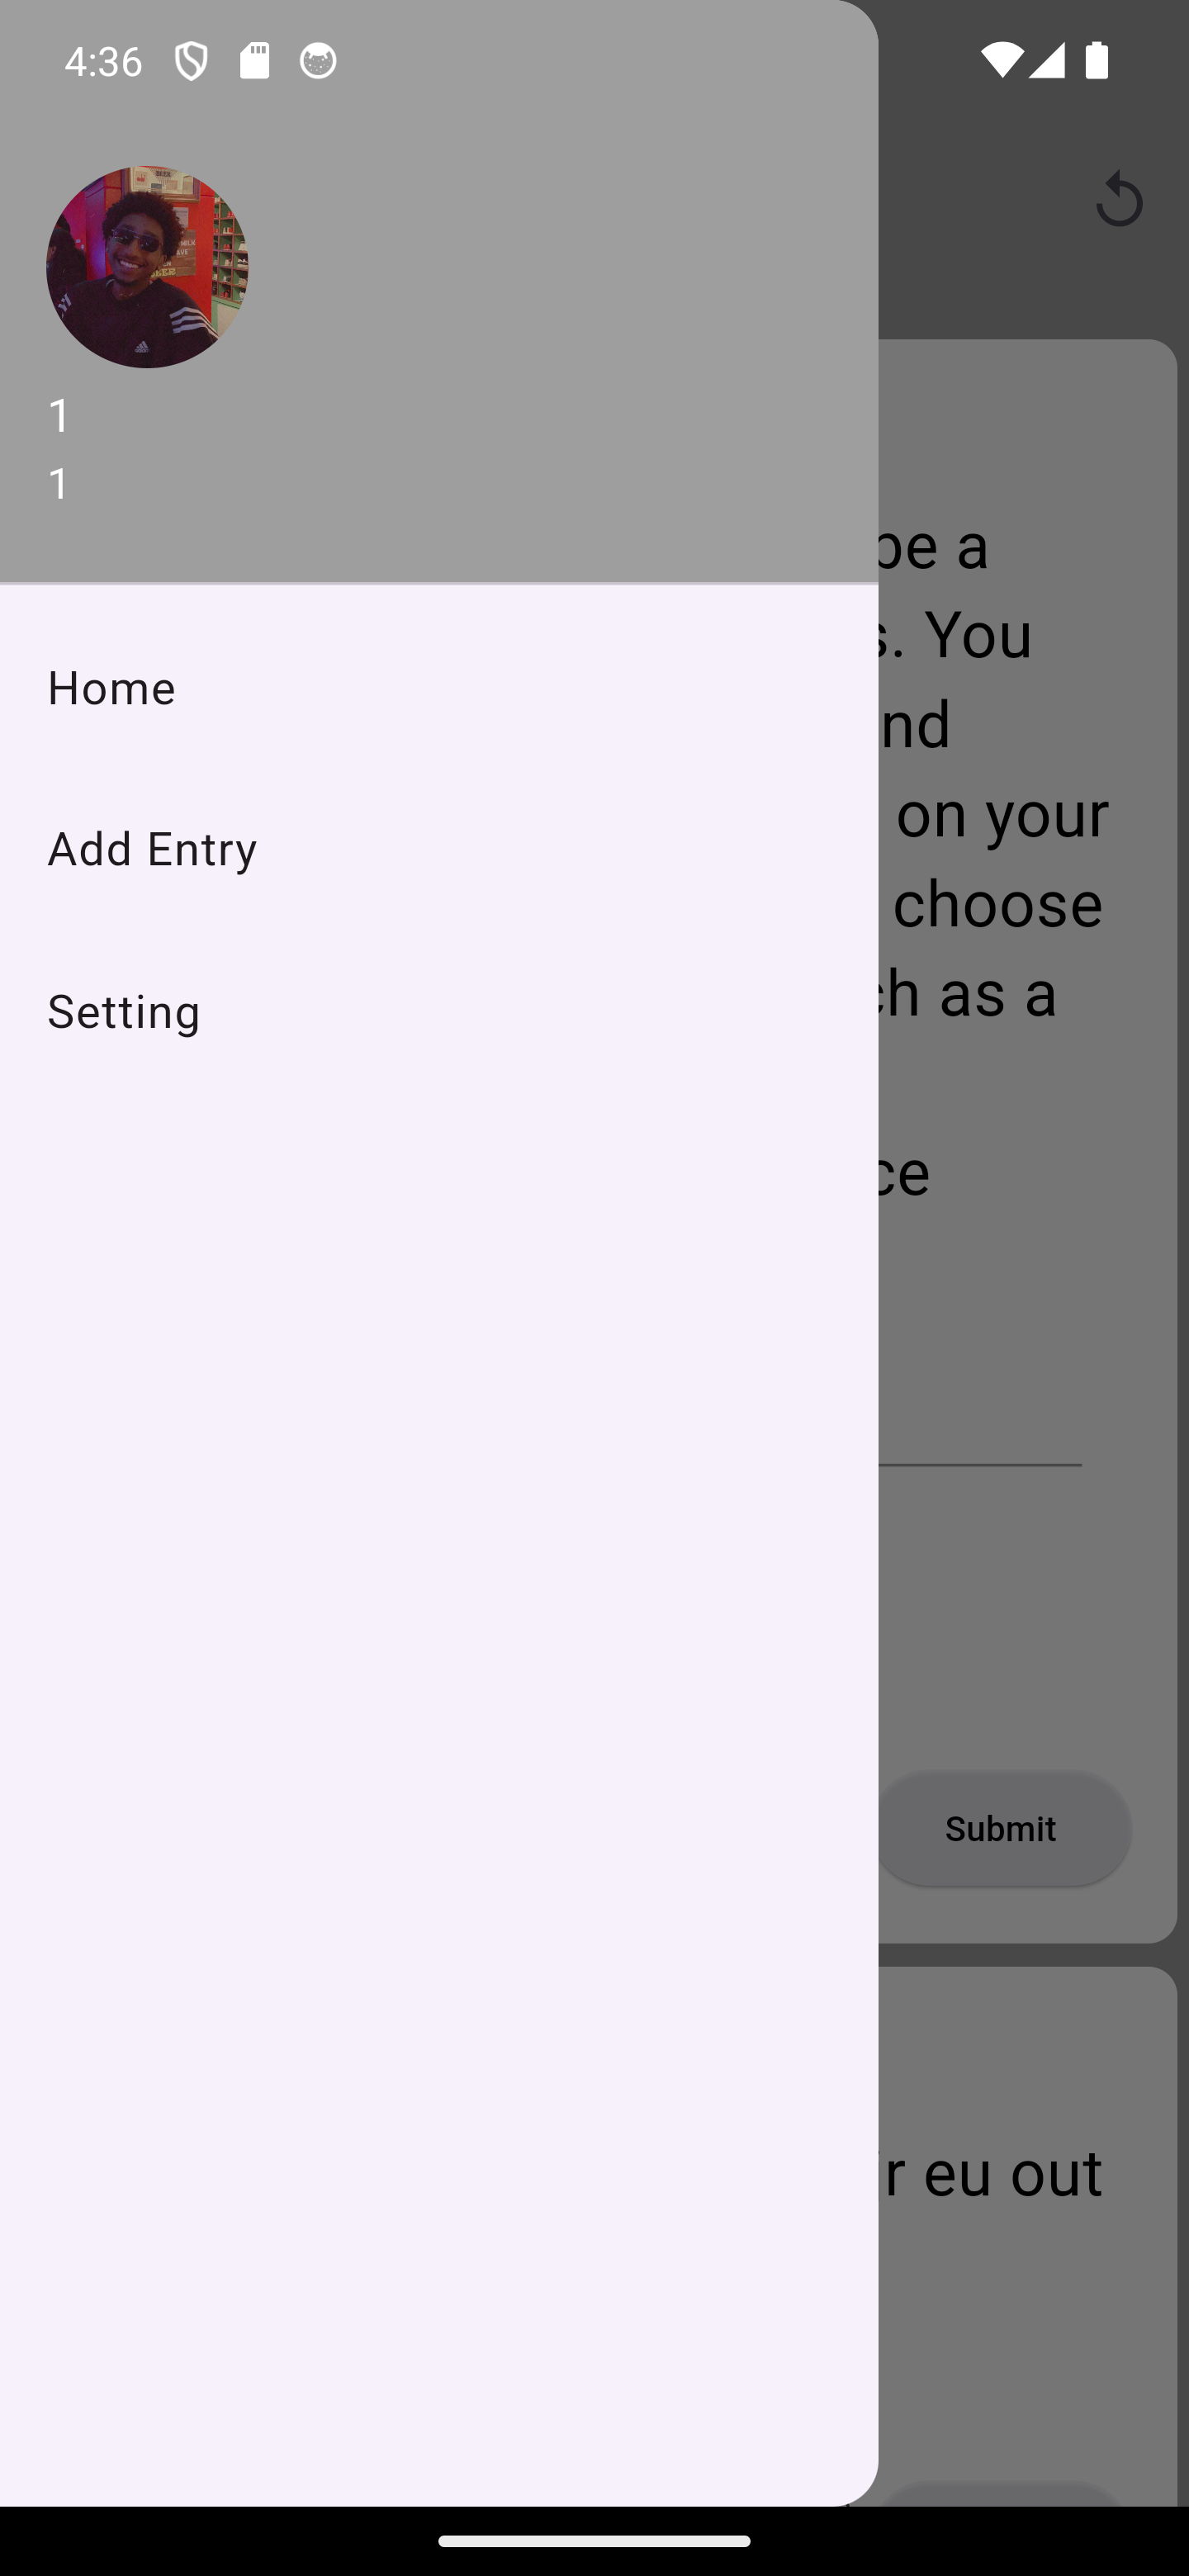 4:36
1
1
Home
Add Entry
Setting
be a
s. You
nd
on your
choose
ch as a
ce
Submit
r eu out